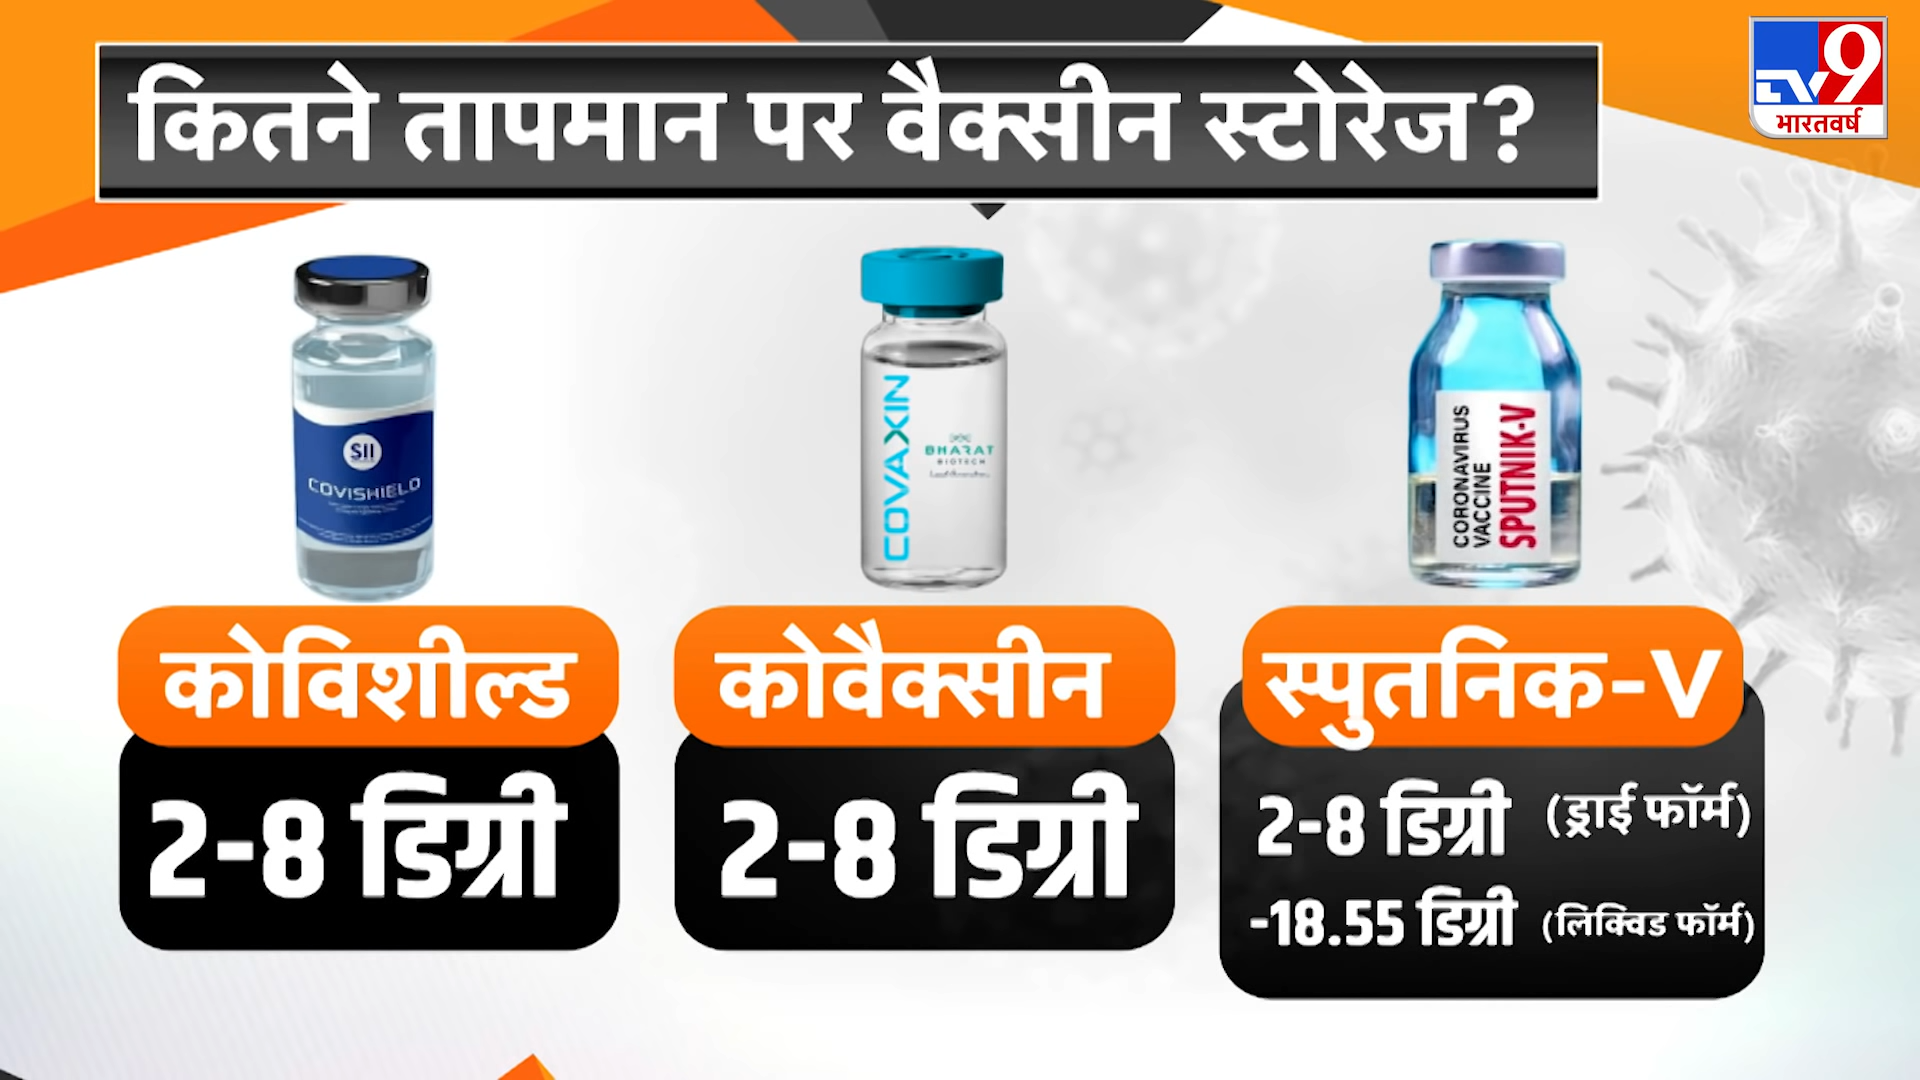 कितने तापमान पर वैक्सीन स्टोरेज?
TV9
भारतवर्ष
SII
COVISHIELD
COVAXIN
BHARAT
BIOTECH
CORONAVIRUS
VACCINE
SPUTNIK-V
कोविशील्ड
2-8 डिग्री
कोवैक्सीन
2-8 डिग्री
स्पुतनिक-V
2-8 डिग्री (ड्राई फॉर्म)
-18.55 डिग्री (लिक्विड फॉर्म)